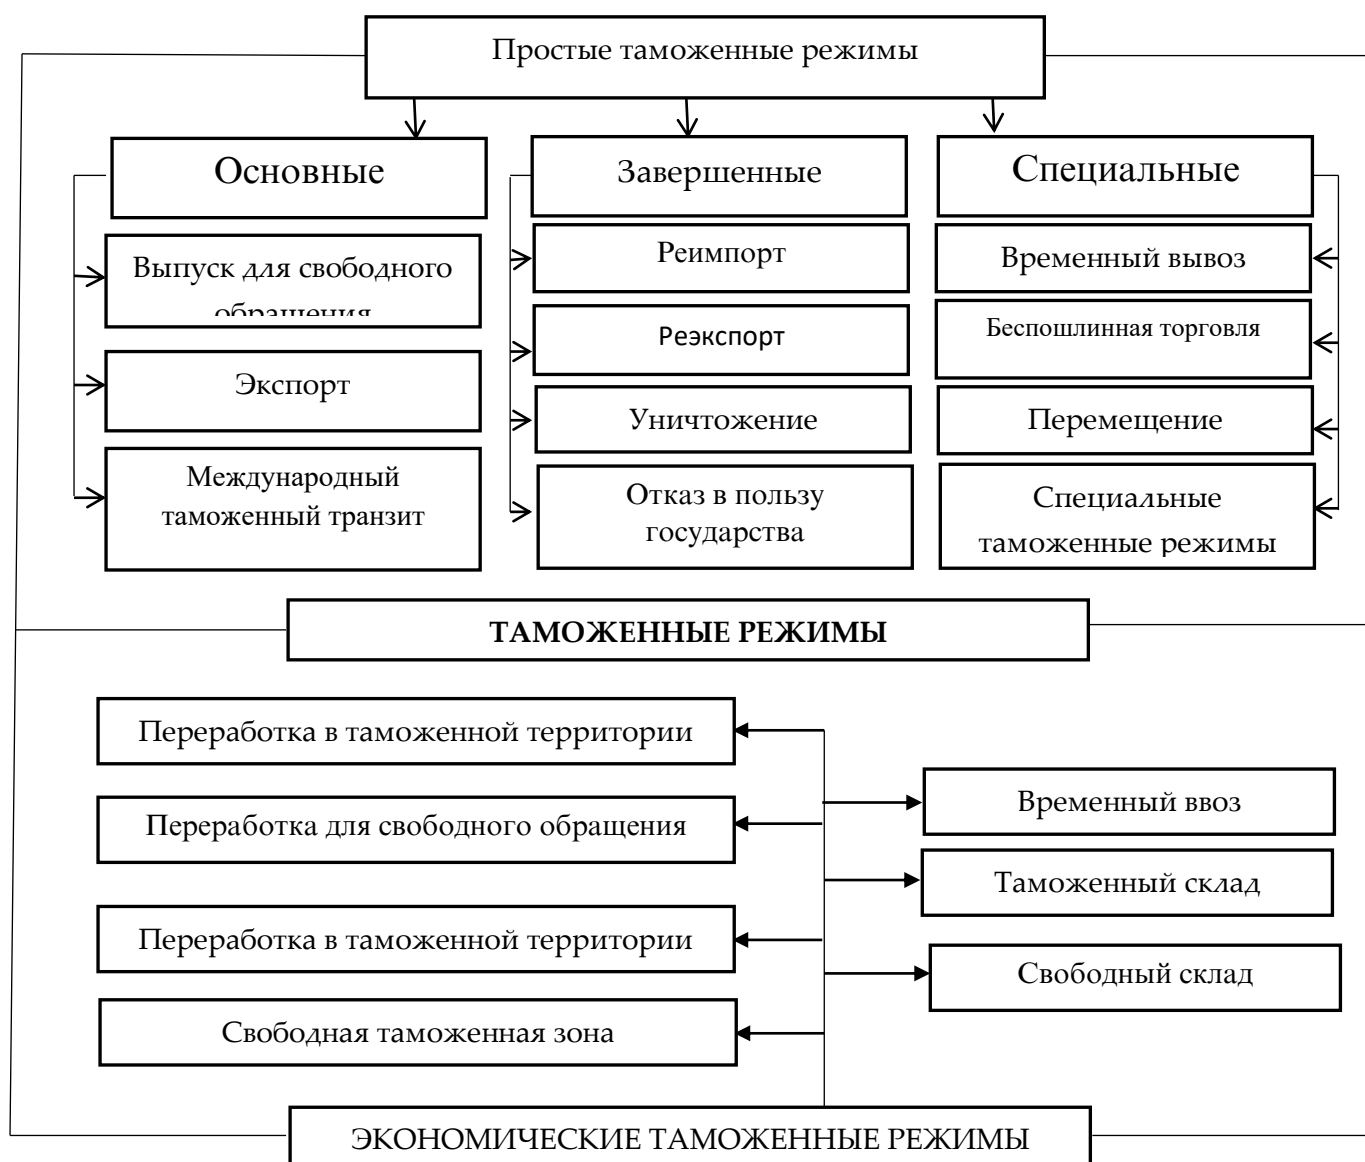 Простые таможенные режимы
Основные
Завершенные
Специальные
Выпуск для свободного
обращения
Экспорт
Международный
таможенный транзит
Реимпорт
Реэкспорт
Уничтожение
Отказ в пользу
государства
Временный вывоз
Беспошлинная торговля
Перемещение
Специальные
таможенные режимы
ТАМОЖЕННЫЕ РЕЖИМЫ
Переработка в таможенной территории
Переработка для свободного обращения
Переработка в таможенной территории
Свободная таможенная зона
Временный ввоз
Таможенный склад
Свободный склад
ЭКОНОМИЧЕСКИЕ ТАМОЖЕННЫЕ РЕЖИМЫ